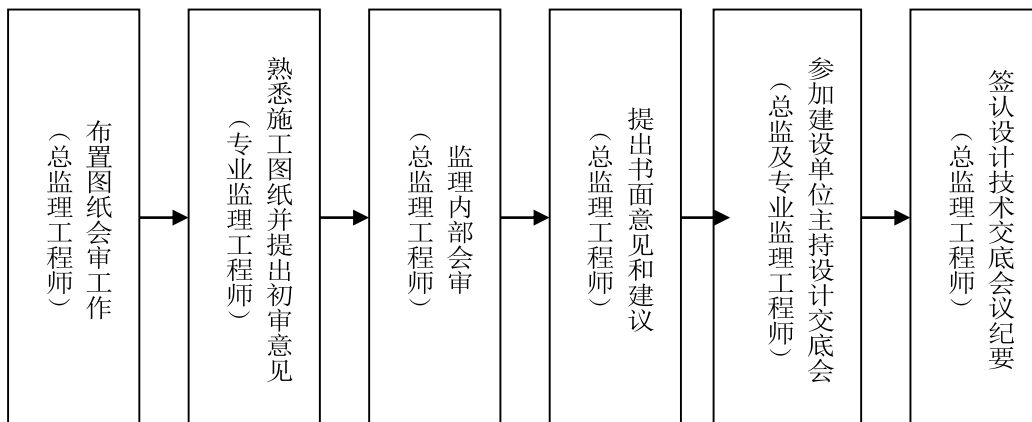 布置图纸会审工作
（总监理工程师）
熟悉施工图纸并提出初审意见
（专业监理工程师）
监理内部会审
（总监理工程师）
提出书面意见和建议
（总监理工程师）
参加建设单位主持设计交底会
（总监及专业监理工程师）
签认设计技术交底会议纪要
（总监理工程师）